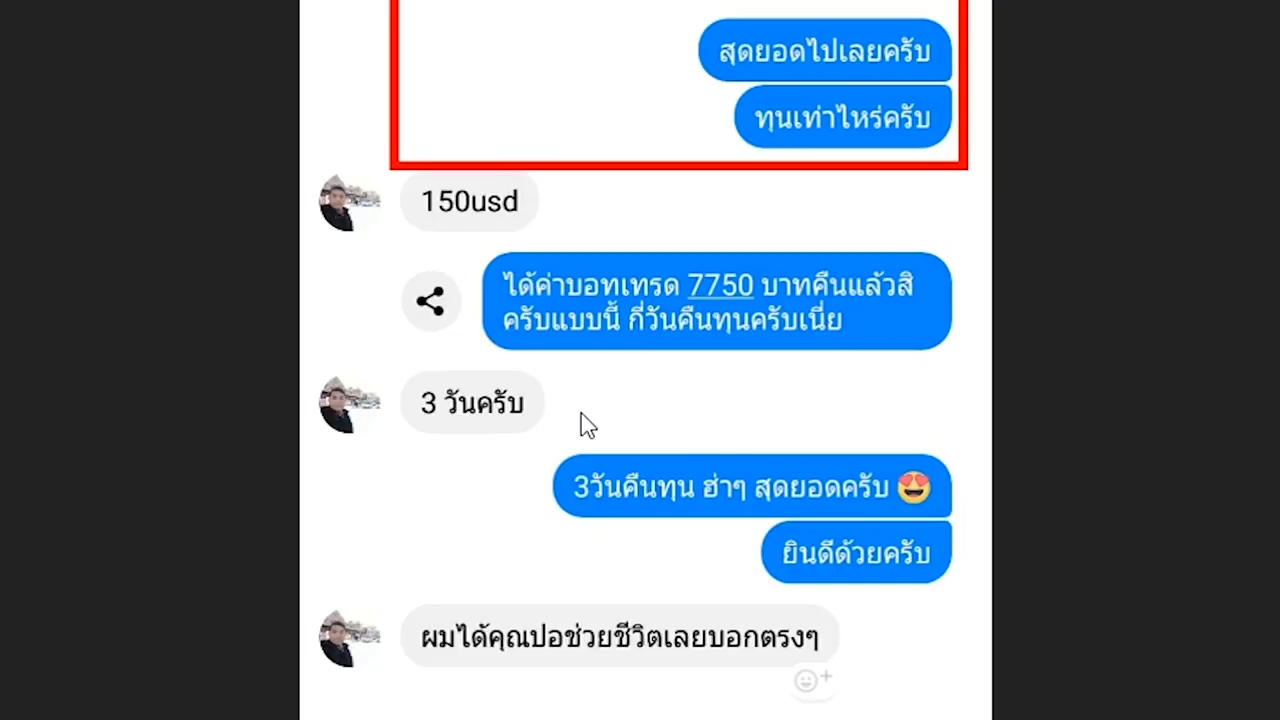 สุดยอดไปเลยครับ
ทุนเท่าไหร่ครับ
150usd
ได้ค่าบอทเทรด 7750 บาทคืนแล้วสิ
ครับแบบนี้ กี่วันคืนทุนครับเนี่ย
3 วันครับ
3วันคืนทุน ฮ่าๆ สุดยอดครับ 😍
ยินดีด้วยครับ
ผมได้คุณปอช่วยชีวิตเลยบอกตรงๆ